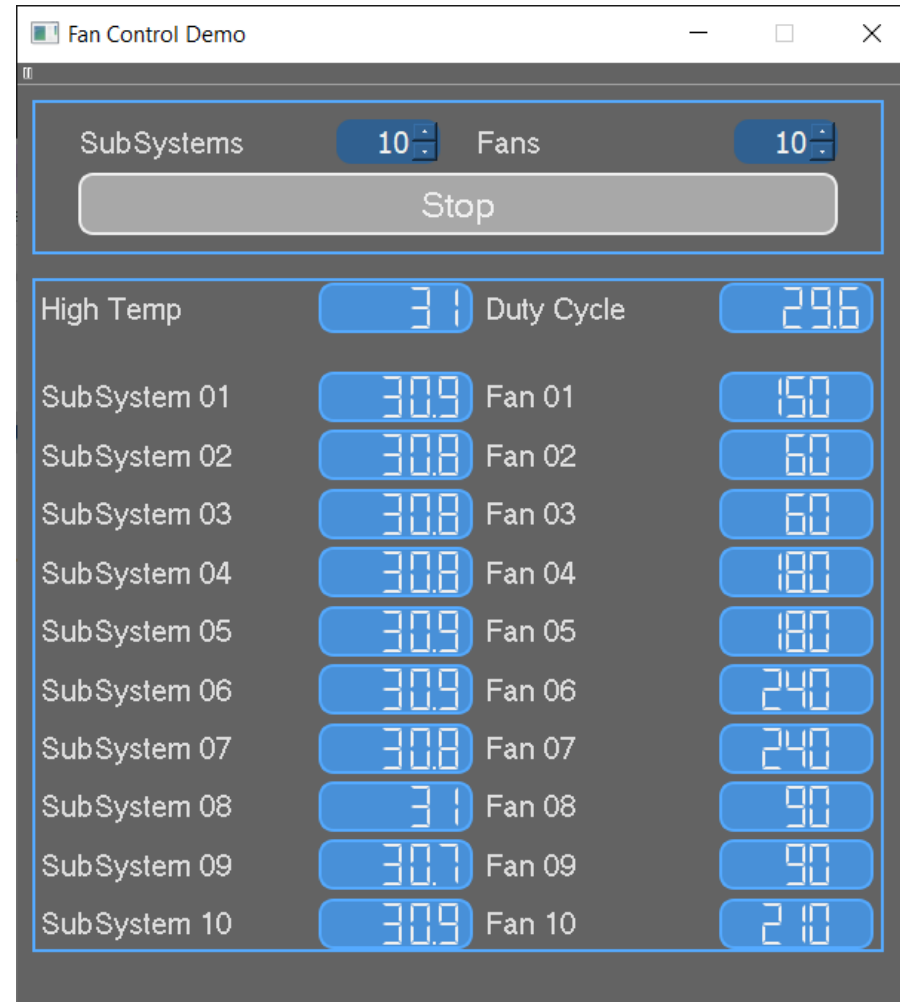 Fan Control Demo
SubSystems 10 Fans 10
Stop
High Temp 31 Duty Cycle 29.6
SubSystem 01 30.9 Fan 01 150
SubSystem 02 30.8 Fan 02 60
SubSystem 03 30.8 Fan 03 60
SubSystem 04 30.8 Fan 04 180
SubSystem 05 30.9 Fan 05 180
SubSystem 06 30.9 Fan 06 240
SubSystem 07 30.8 Fan 07 240
SubSystem 08 31 Fan 08 90
SubSystem 09 30.7 Fan 09 90
SubSystem 10 30.9 Fan 10 210